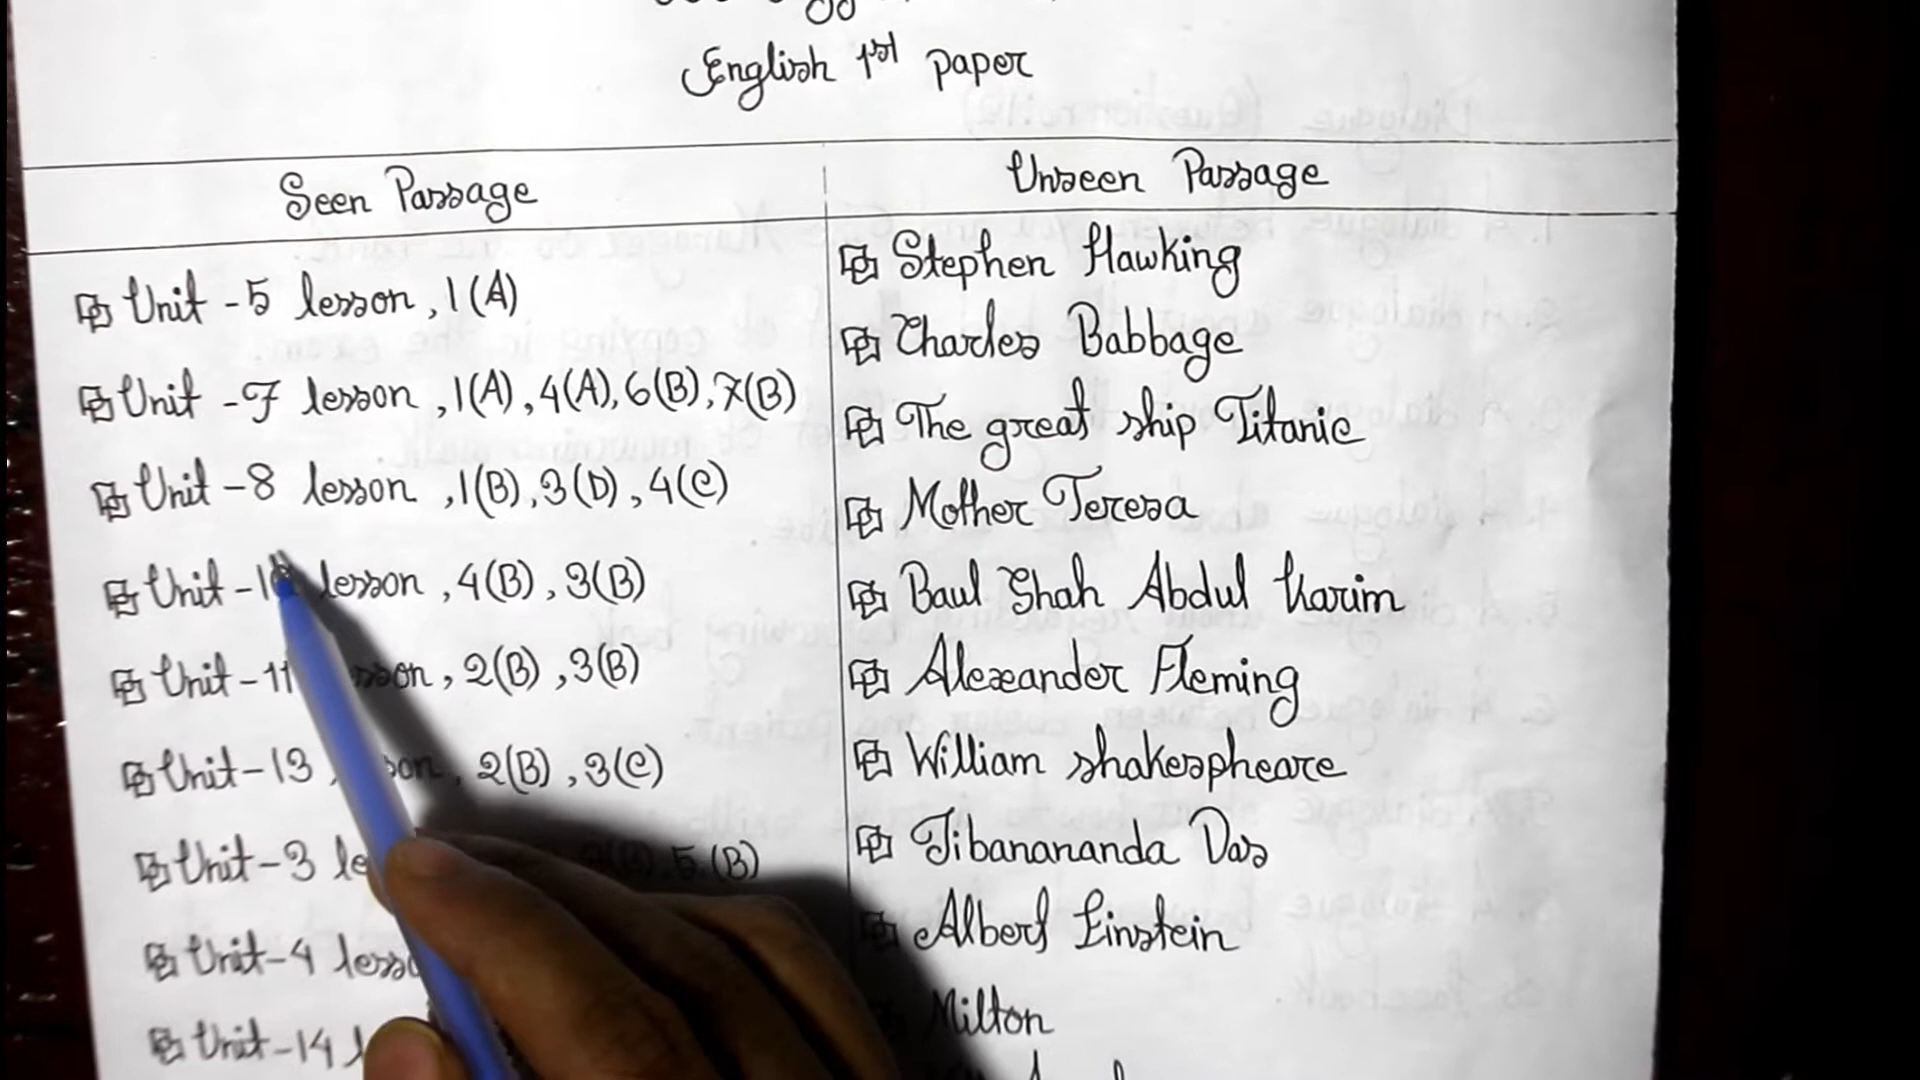 English 1st paper
Seen Passage
Unit - 5 lesson, 1(A)
Unit - 7 lesson, 1(A), 4(A), 6(B), 7(B)
Unit - 8 lesson, 1(B), 3(D), 4(C)
Unit - lesson, 4(B), 3(B)
Unit - 11 , 2(B), 3(B)
Unit - 13, , 2(B), 3(C)
Unit - 3 5.(B)
Unit - 4
Unit - 14
Unseen Passage
Stephen Hawking
Charles Babbage
The great ship Titanic
Mother Teresa
Baul Shah Abdul Karim
Alexander Fleming
William shakespheare
Jibanananda Das
Albert Einstein
Milton